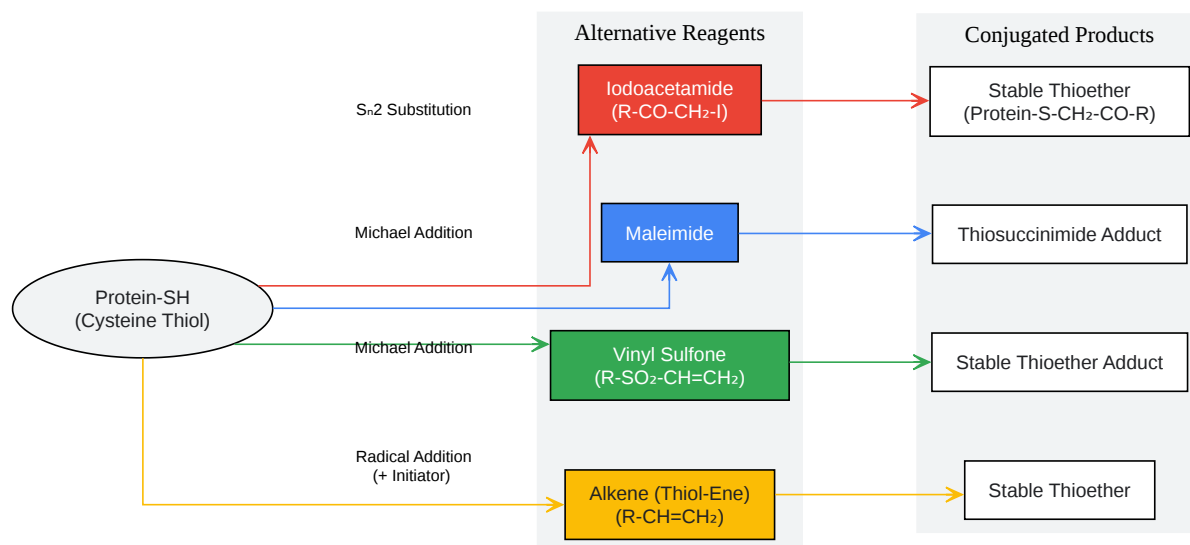 Alternative Reagents
Conjugated Products
Sₙ2 Substitution
Iodoacetamide
(R-CO-CH₂-I)
Stable Thioether
(Protein-S-CH₂-CO-R)
Michael Addition
Maleimide
Thiosuccinimide Adduct
Protein-SH
(Cysteine Thiol)
Michael Addition
Vinyl Sulfone
(R-SO₂-CH=CH₂)
Stable Thioether Adduct
Radical Addition
(+ Initiator)
Alkene (Thiol-Ene)
(R-CH=CH₂)
Stable Thioether